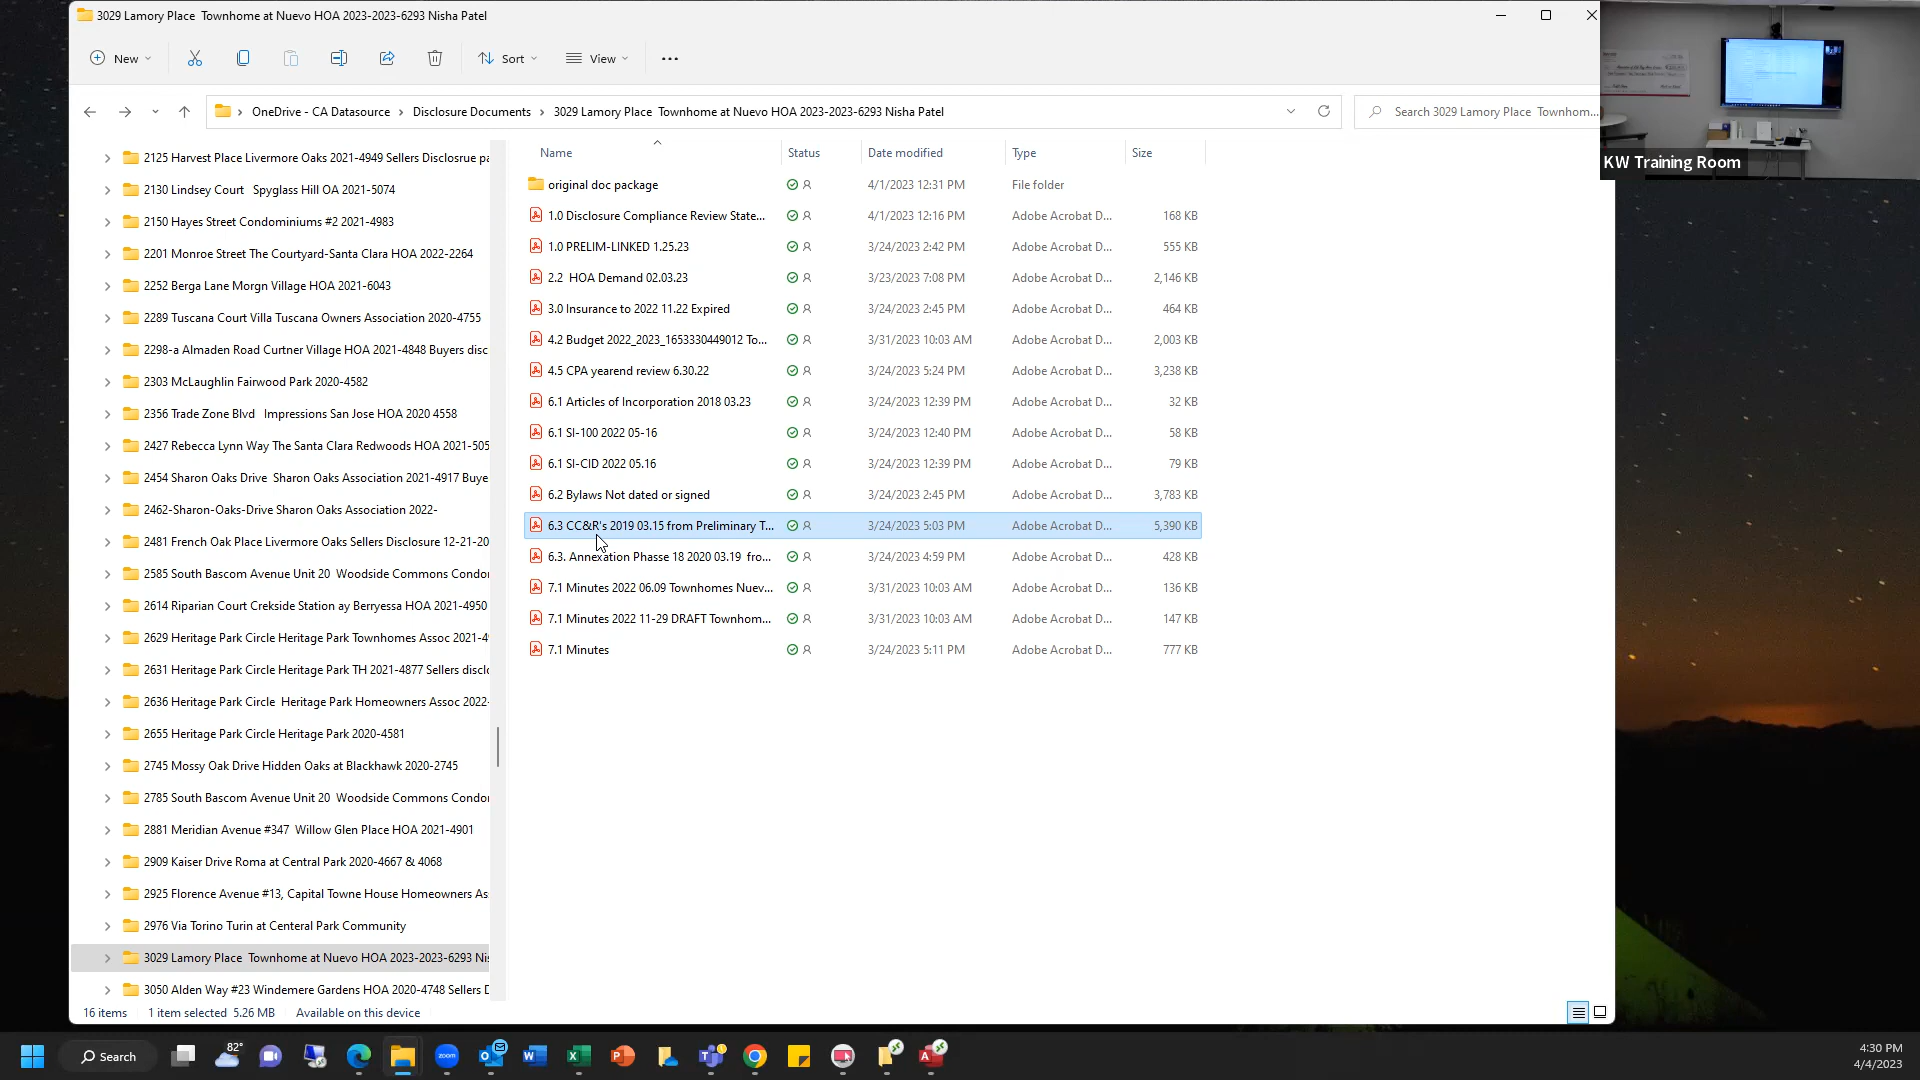 3029 Lamory Place  Townhome at Nuevo HOA 2023-2023-6293 Nisha Patel
New
Sort
View
OneDrive - CA Datasource > Disclosure Documents > 3029 Lamory Place  Townhome at Nuevo HOA 2023-2023-6293 Nisha Patel
Search 3029 Lamory Place  Townhom...
KW Training Room
2125 Harvest Place Livermore Oaks 2021-4949 Sellers Disclosrue pa
2130 Lindsey Court  Spyglass Hill OA 2021-5074
2150 Hayes Street Condominiums #2 2021-4983
2201 Monroe Street The Courtyard-Santa Clara HOA 2022-2264
2252 Berga Lane Morgn Village HOA 2021-6043
2289 Tuscana Court Villa Tuscana Owners Association 2020-4755
2298-a Almaden Road Curtner Village HOA 2021-4848 Buyers disc
2303 McLaughlin Fairwood Park 2020-4582
2356 Trade Zone Blvd  Impressions San Jose HOA 2020 4558
2427 Rebecca Lynn Way The Santa Clara Redwoods HOA 2021-505
2454 Sharon Oaks Drive  Sharon Oaks Association 2021-4917 Buye
2462-Sharon-Oaks-Drive Sharon Oaks Association 2022-
2481 French Oak Place Livermore Oaks Sellers Disclosure 12-21-20
2585 South Bascom Avenue Unit 20  Woodside Commons Condo
2614 Riparian Court Crekside Station ay Berryessa HOA 2021-4950
2629 Heritage Park Circle Heritage Park Townhomes Assoc 2021-4
2631 Heritage Park Circle Heritage Park TH 2021-4877 Sellers disclo
2636 Heritage Park Circle  Heritage Park Homeowners Assoc 2022-
2655 Heritage Park Circle Heritage Park 2020-4581
2745 Mossy Oak Drive Hidden Oaks at Blackhawk 2020-2745
2785 South Bascom Avenue Unit 20  Woodside Commons Condo
2881 Meridian Avenue #347  Willow Glen Place HOA 2021-4901
2909 Kaiser Drive Roma at Central Park 2020-4667 & 4068
2925 Florence Avenue #13, Capital Towne House Homeowners As
2976 Via Torino Turin at Centeral Park Community
3029 Lamory Place  Townhome at Nuevo HOA 2023-2023-6293 Nis
3050 Alden Way #23 Windemere Gardens HOA 2020-4748 Sellers D
Name Status Date modified Type Size
original doc package 4/1/2023 12:31 PM File folder
1.0 Disclosure Compliance Review State... 4/1/2023 12:16 PM Adobe Acrobat D... 168 KB
1.0 PRELIM-LINKED 1.25.23 3/24/2023 2:42 PM Adobe Acrobat D... 555 KB
2.2  HOA Demand 02.03.23 3/23/2023 7:08 PM Adobe Acrobat D... 2,146 KB
3.0 Insurance to 2022 11.22 Expired 3/24/2023 2:45 PM Adobe Acrobat D... 464 KB
4.2 Budget 2022_2023_1653330449012 To... 3/31/2023 10:03 AM Adobe Acrobat D... 2,003 KB
4.5 CPA yearend review 6.30.22 3/24/2023 5:24 PM Adobe Acrobat D... 3,238 KB
6.1 Articles of Incorporation 2018 03.23 3/24/2023 12:39 PM Adobe Acrobat D... 32 KB
6.1 SI-100 2022 05-16 3/24/2023 12:40 PM Adobe Acrobat D... 58 KB
6.1 SI-CID 2022 05.16 3/24/2023 12:39 PM Adobe Acrobat D... 79 KB
6.2 Bylaws Not dated or signed 3/24/2023 2:45 PM Adobe Acrobat D... 3,783 KB
6.3 CC&R's 2019 03.15 from Preliminary T... 3/24/2023 5:03 PM Adobe Acrobat D... 5,390 KB
6.3. Annexation Phasse 18 2020 03.19  fro... 3/24/2023 4:59 PM Adobe Acrobat D... 428 KB
7.1 Minutes 2022 06.09 Townhomes Nuev... 3/31/2023 10:03 AM Adobe Acrobat D... 136 KB
7.1 Minutes 2022 11-29 DRAFT Townhom... 3/31/2023 10:03 AM Adobe Acrobat D... 147 KB
7.1 Minutes 3/24/2023 5:11 PM Adobe Acrobat D... 777 KB
16 items 1 item selected  5.26 MB Available on this device
Search
82°
zoom
4:30 PM
4/4/2023